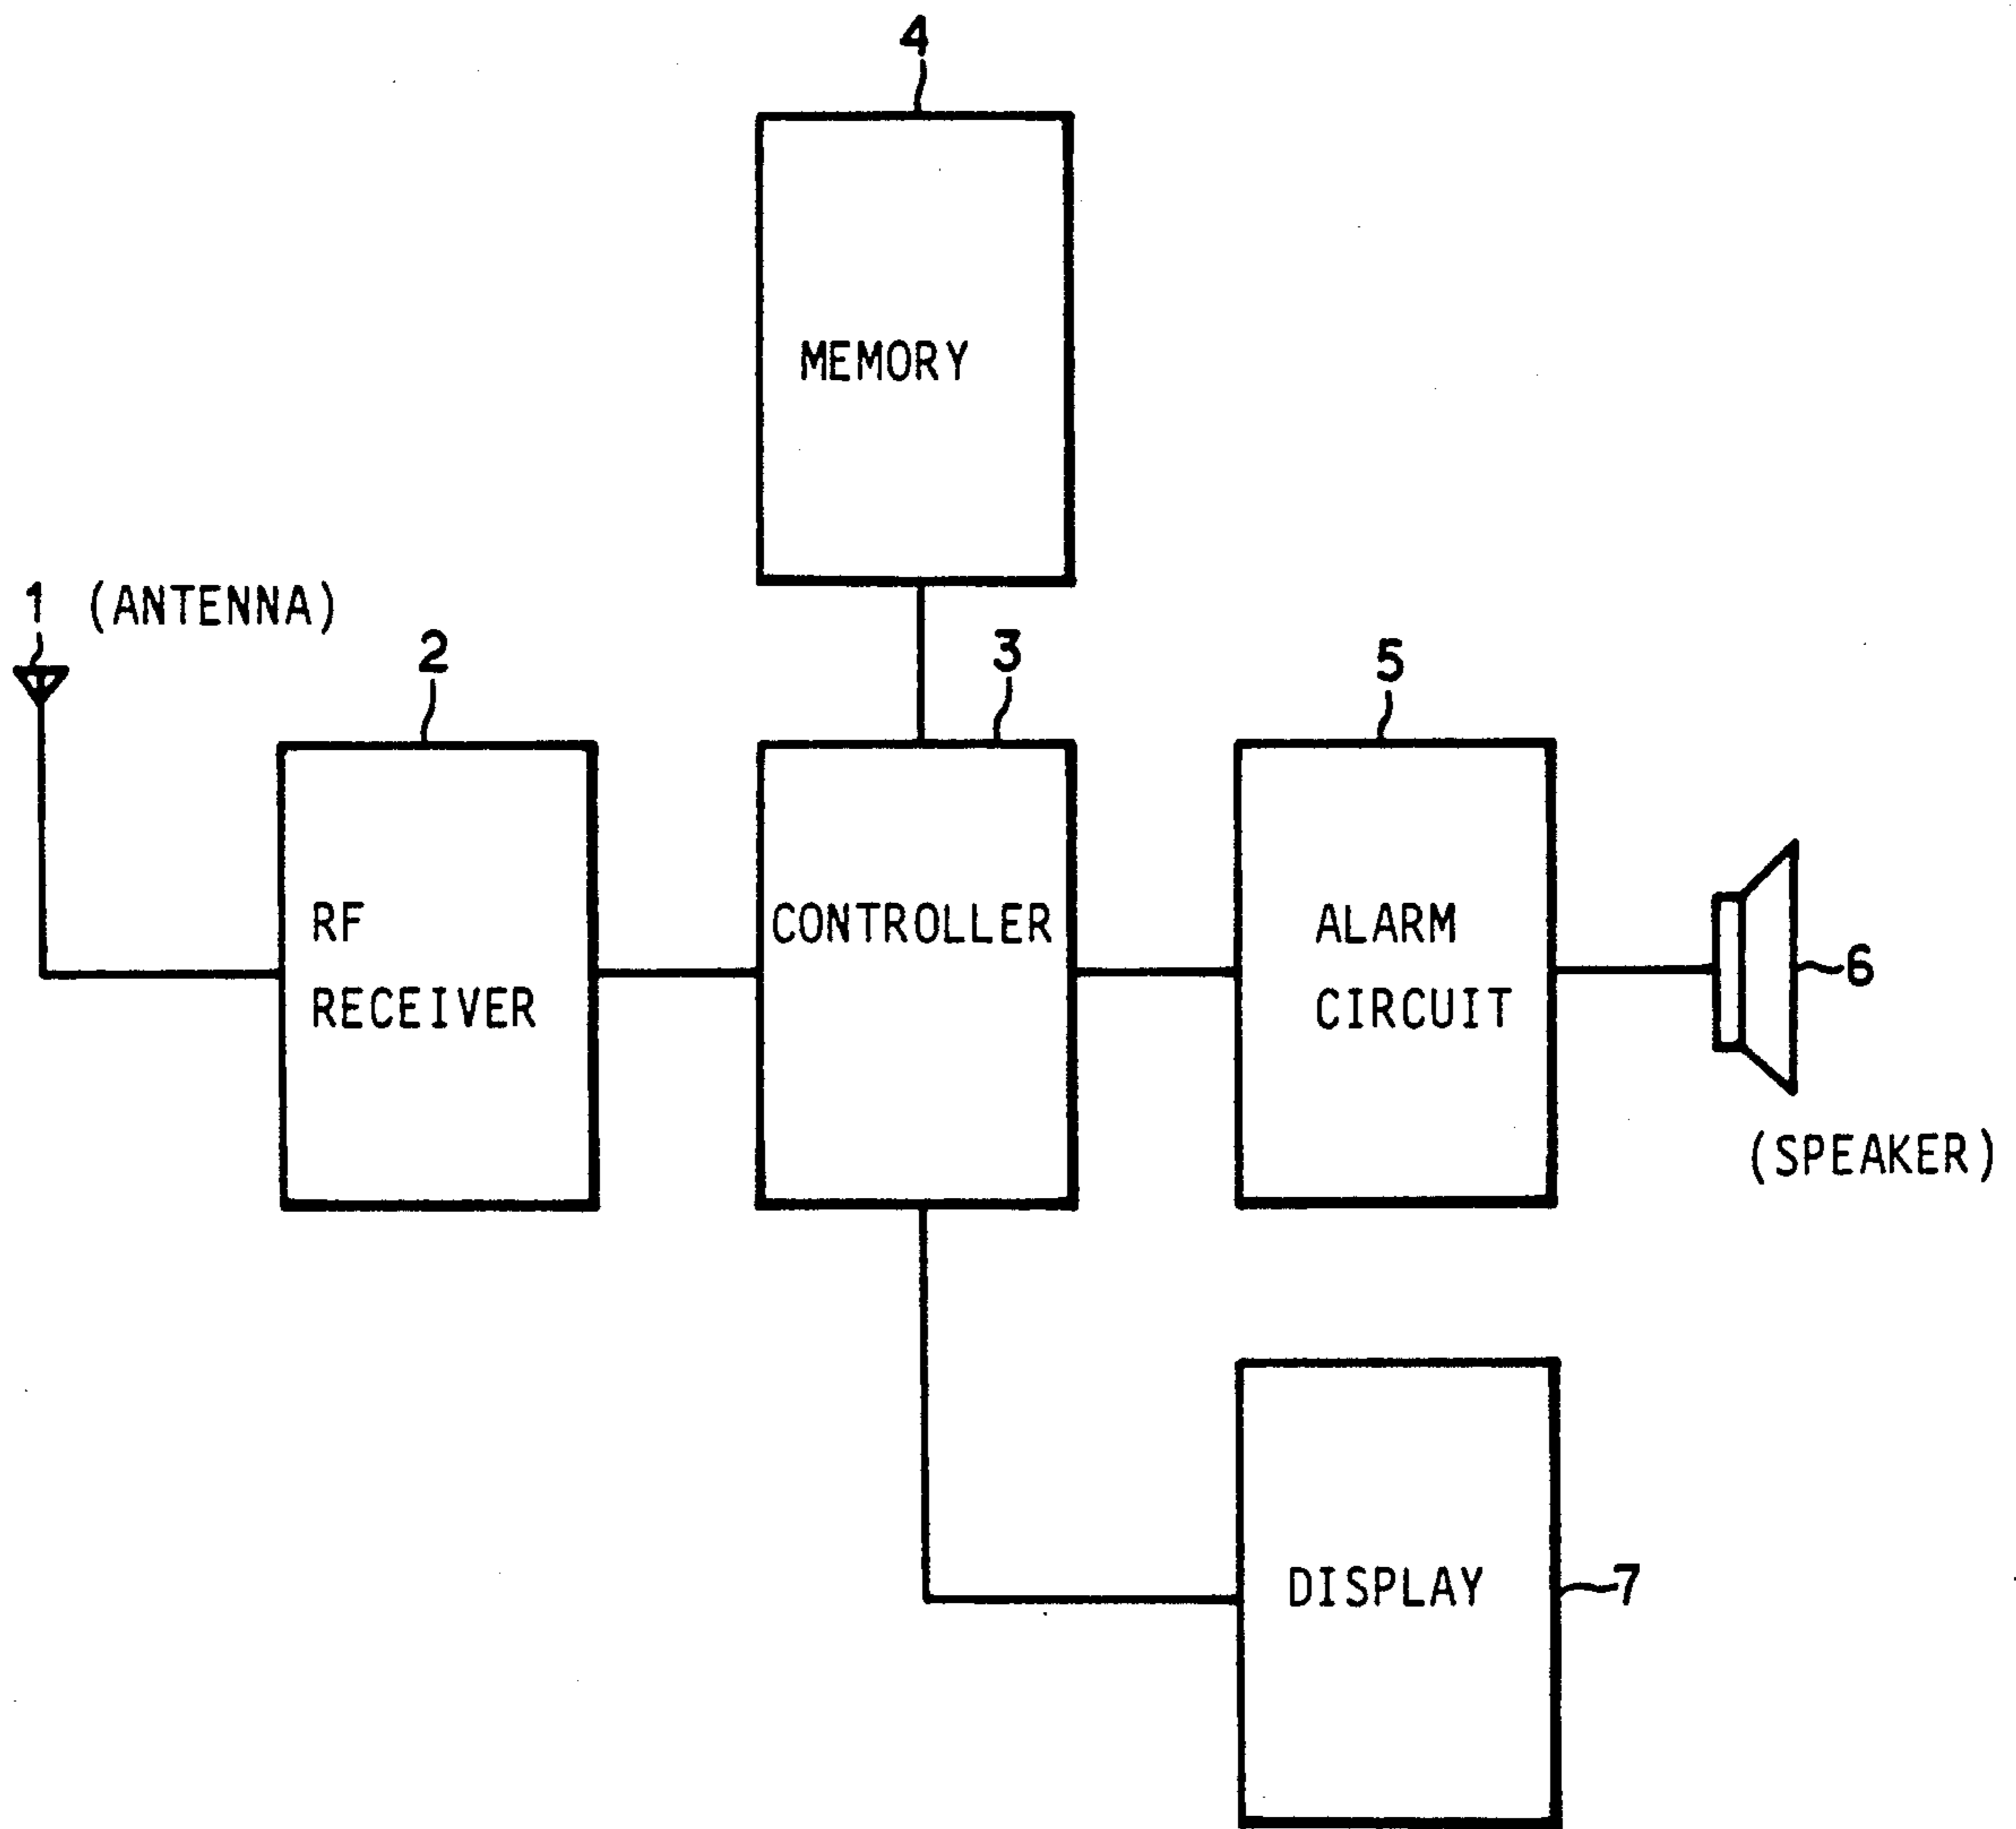 4
MEMORY
1 (ANTENNA)
2
3
5
RF
RECEIVER
CONTROLLER
ALARM
CIRCUIT
6
(SPEAKER)
DISPLAY
7